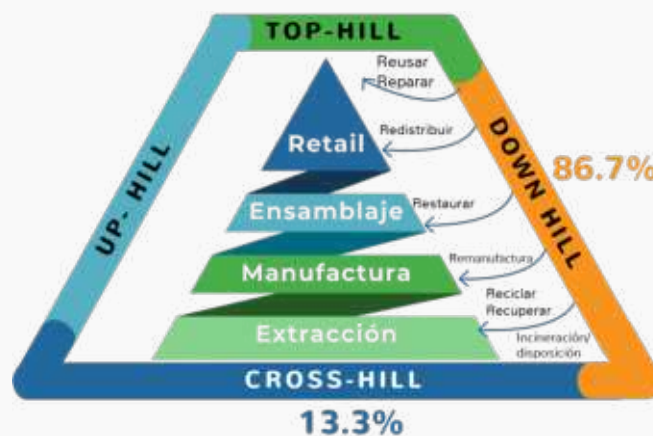 TOP-HILL
UP- HILL
DOWN HILL
86.7%
Reusar
Reparar
Redistribuir
Retail
Restaurar
Ensamblaje
Remanufactura
Manufactura
Reciclar
Recuperar
Extracción
Incineración/
disposición
CROSS-HILL
13.3%